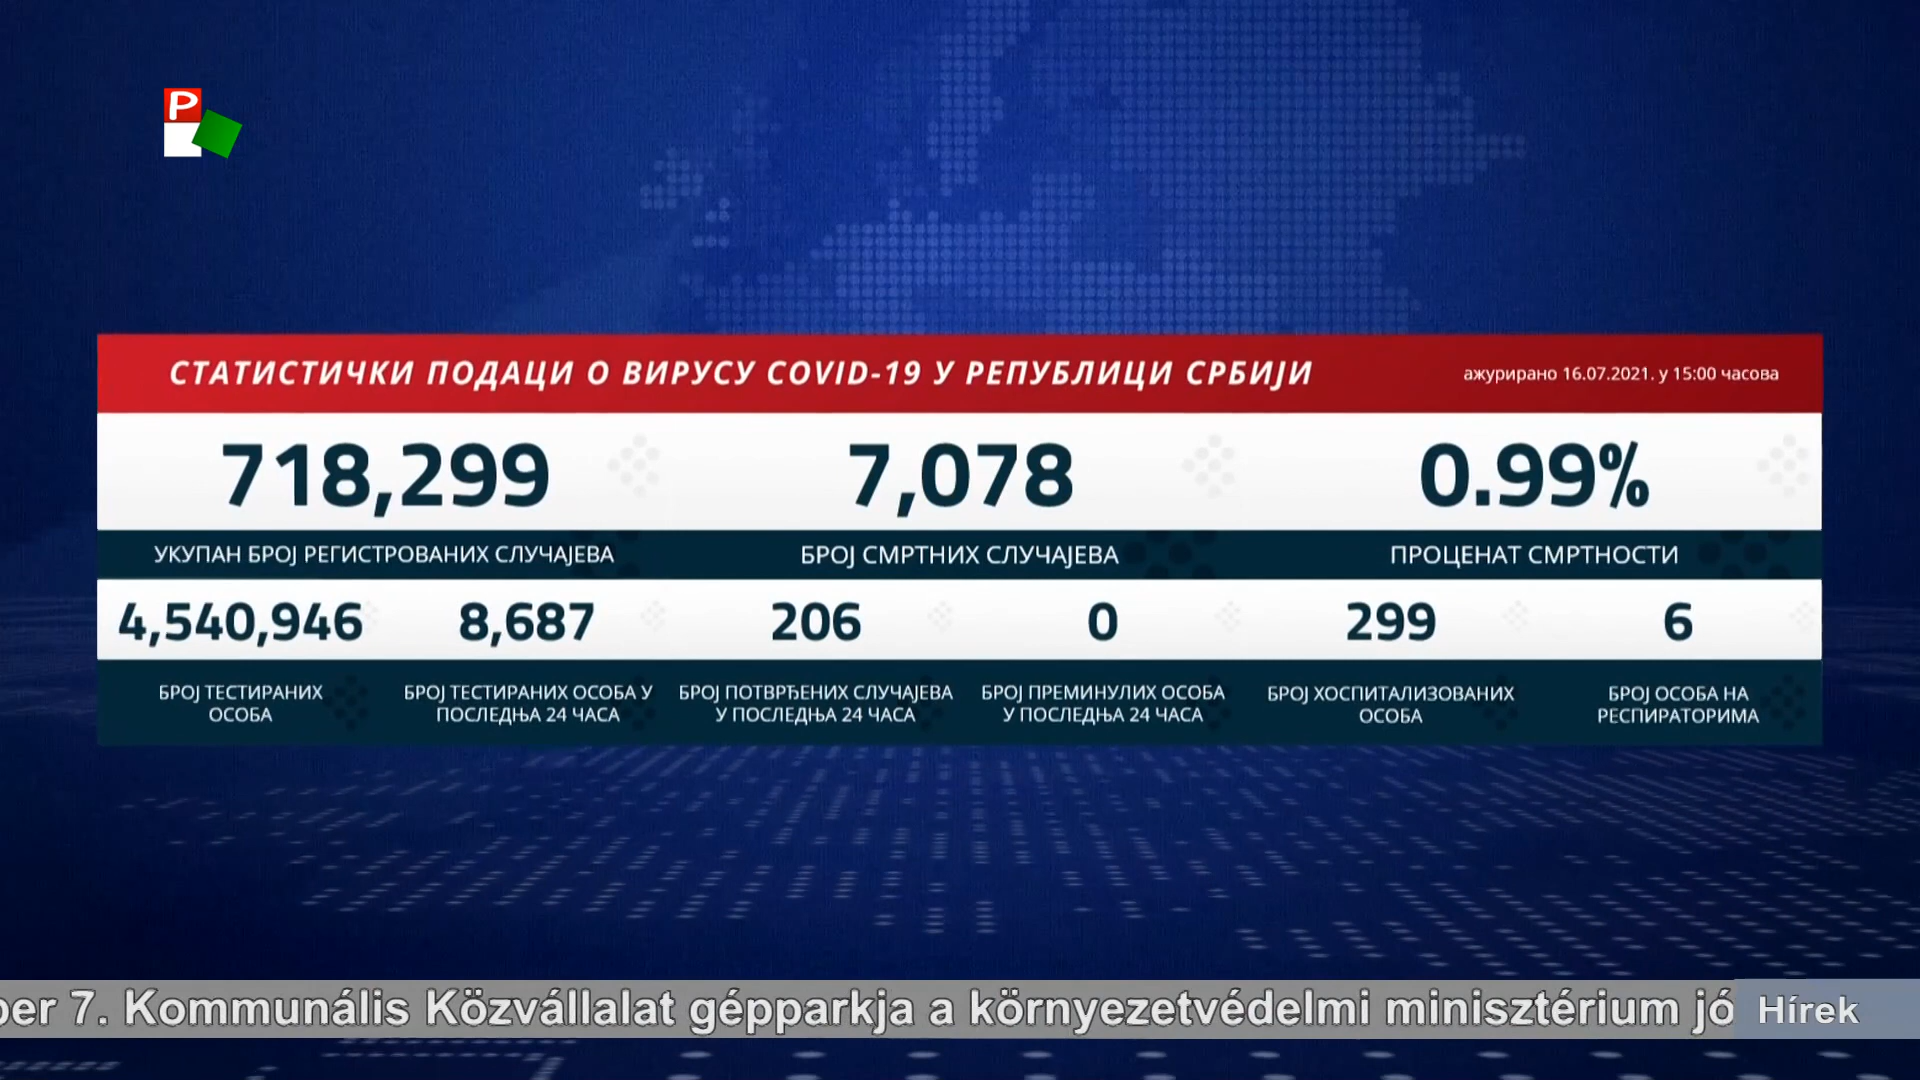 P
СТАТИСТИЧКИ ПОДАЦИ О ВИРУСУ COVID-19 У РЕПУБЛИЦИ СРБИЈИ
ажурирано 16.07.2021. у 15:00 часова
718,299
7,078
0.99%
УКУПАН БРОЈ РЕГИСТРОВАНИХ СЛУЧАЈЕВА
БРОЈ СМРТНИХ СЛУЧАЈЕВА
ПРОЦЕНАТ СМРТНОСТИ
4,540,946
8,687
206
0
299
6
БРОЈ ТЕСТИРАНИХ
ОСОБА
БРОЈ ТЕСТИРАНИХ ОСОБА У
ПОСЛЕДЊА 24 ЧАСА
БРОЈ ПОТВРЂЕНИХ СЛУЧАЈЕВА
У ПОСЛЕДЊА 24 ЧАСА
БРОЈ ПРЕМИНУЛИХ ОСОБА
У ПОСЛЕДЊА 24 ЧАСА
БРОЈ ХОСПИТАЛИЗОВАНИХ
ОСОБА
БРОЈ ОСОБА НА
РЕСПИРАТОРИМА
ber 7. Kommunális Közvállalat gépparkja a környezetvédelmi minisztérium jó
Hírek